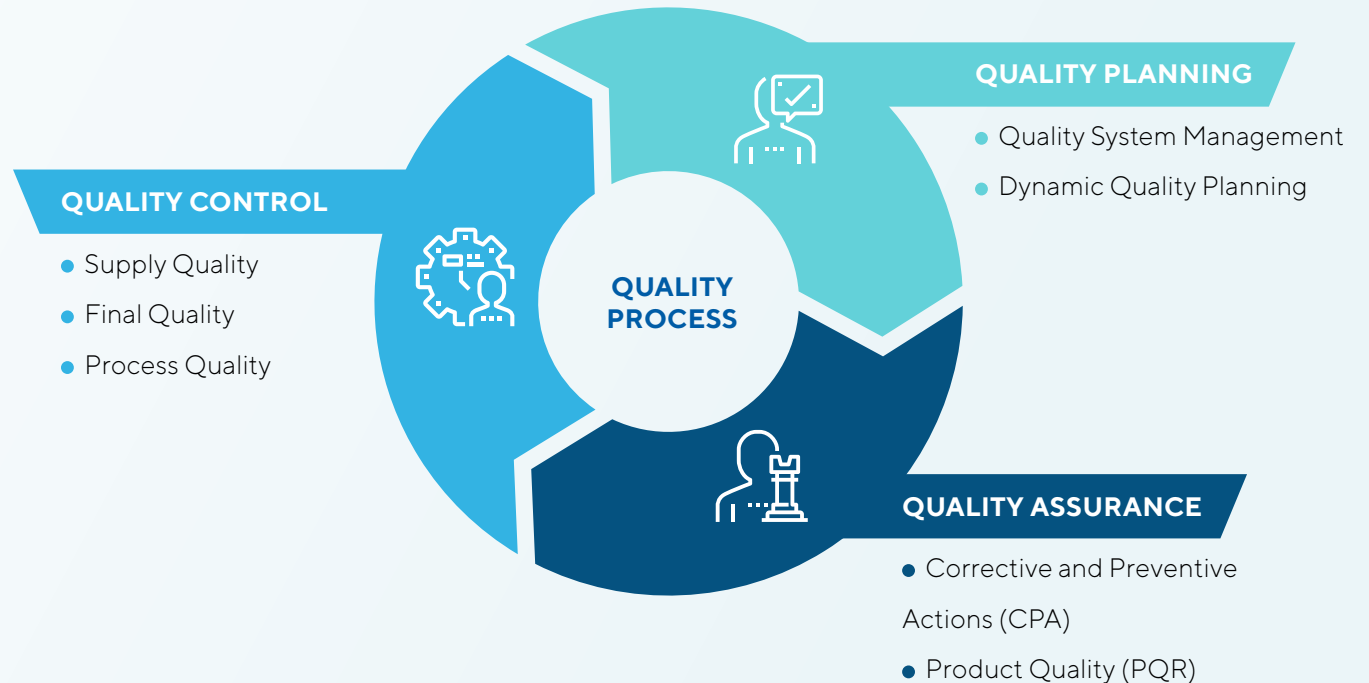 QUALITY PLANNING
• Quality System Management
• Dynamic Quality Planning
QUALITY CONTROL
• Supply Quality
• Final Quality
• Process Quality
QUALITY
PROCESS
QUALITY ASSURANCE
• Corrective and Preventive
Actions (CPA)
• Product Quality (PQR)